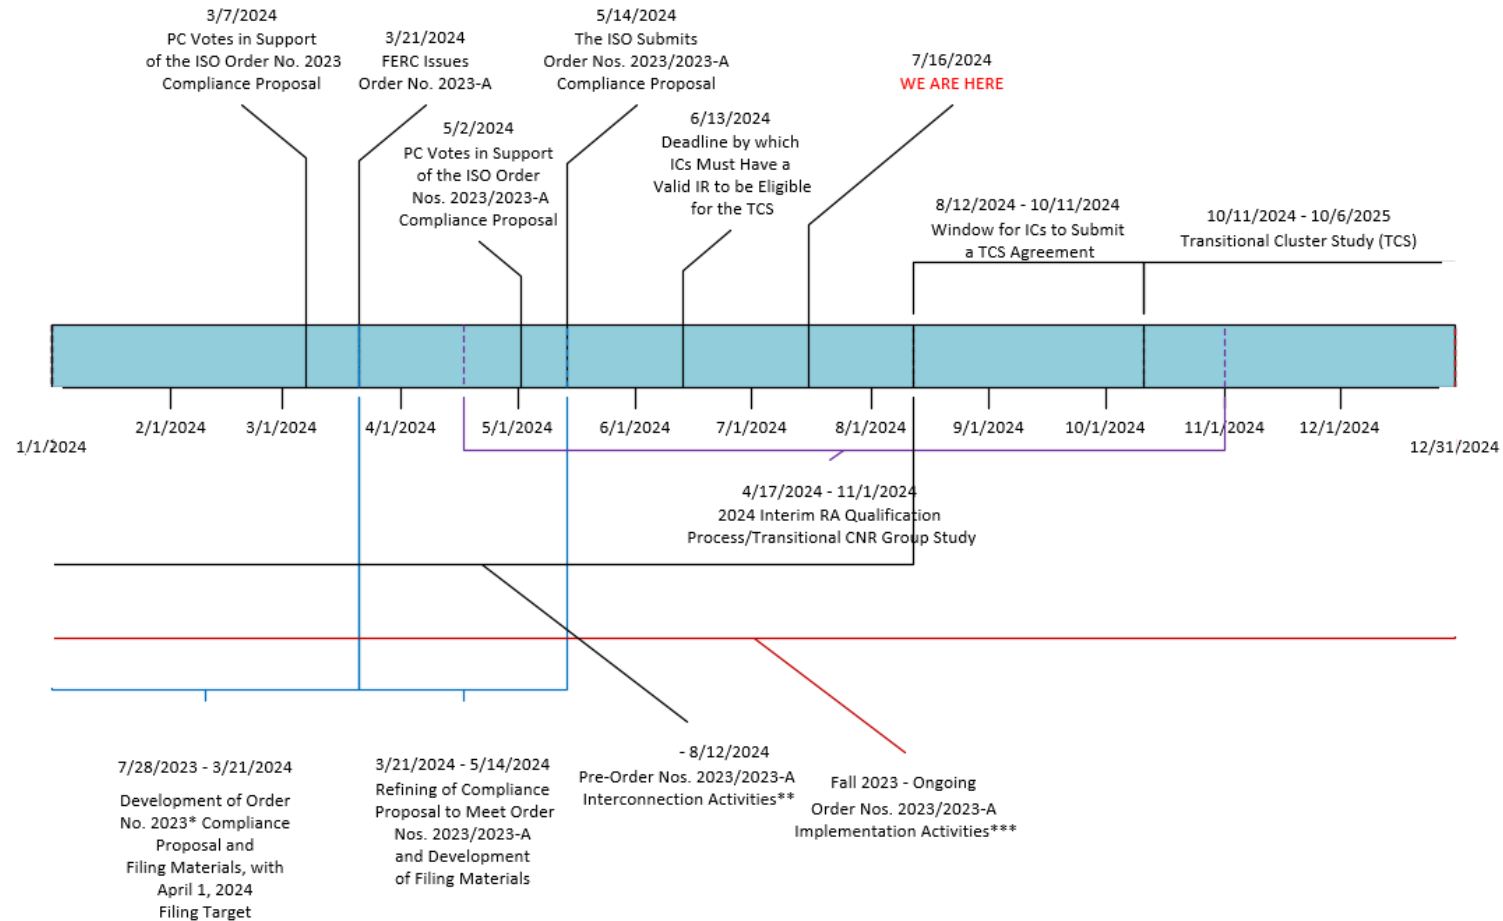 3/7/2024
PC Votes in Support
of the ISO Order No. 2023
Compliance Proposal
3/21/2024
FERC Issues
Order No. 2023-A
5/2/2024
PC Votes in Support
of the ISO Order
Nos. 2023/2023-A
Compliance Proposal
5/14/2024
The ISO Submits
Order Nos. 2023/2023-A
Compliance Proposal
6/13/2024
Deadline by which
ICs Must Have a
Valid IR to be Eligible
for the TCS
7/16/2024
WE ARE HERE
8/12/2024 - 10/11/2024
Window for ICs to Submit
a TCS Agreement
10/11/2024 - 10/6/2025
Transitional Cluster Study (TCS)
1/1/2024
2/1/2024
3/1/2024
4/1/2024
5/1/2024
6/1/2024
7/1/2024
8/1/2024
9/1/2024
10/1/2024
11/1/2024
12/1/2024
12/31/2024
4/17/2024 - 11/1/2024
2024 Interim RA Qualification
Process/Transitional CNR Group Study
7/28/2023 - 3/21/2024
Development of Order
No. 2023* Compliance
Proposal and
Filing Materials, with
April 1, 2024
Filing Target
3/21/2024 - 5/14/2024
Refining of Compliance
Proposal to Meet Order
Nos. 2023/2023-A
and Development
of Filing Materials
- 8/12/2024
Pre-Order Nos. 2023/2023-A
Interconnection Activities**
Fall 2023 - Ongoing
Order Nos. 2023/2023-A
Implementation Activities***